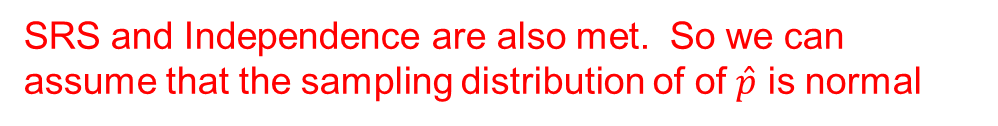 SRS and Independence are also met.  So we can
assume that the sampling distribution of of p̂ is normal